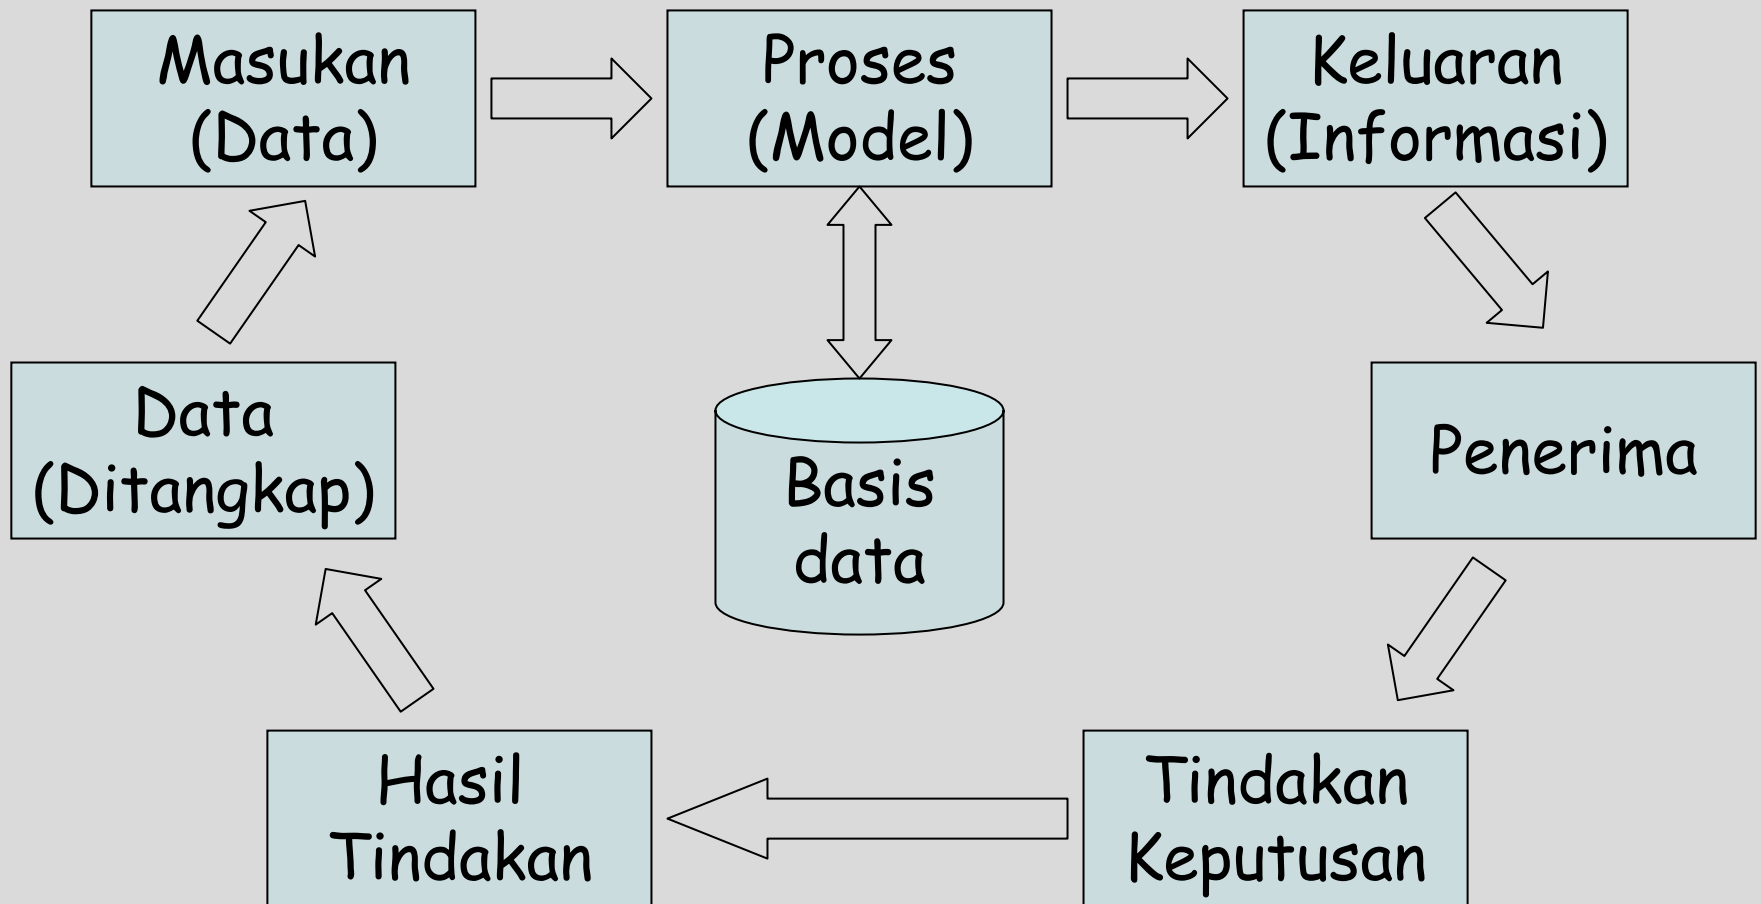 Masukan
(Data)
Proses
(Model)
Keluaran
(Informasi)
Data
(Ditangkap)
Basis
data
Penerima
Hasil
Tindakan
Tindakan
Keputusan